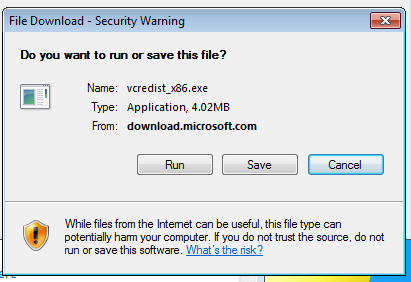 File Download - Security Warning
Do you want to run or save this file?
Name: vcredist_x86.exe
Type: Application, 4.02MB
From: download.microsoft.com
Run Save Cancel
While files from the Internet can be useful, this file type can
potentially harm your computer. If you do not trust the source, do not
run or save this software. What's the risk?